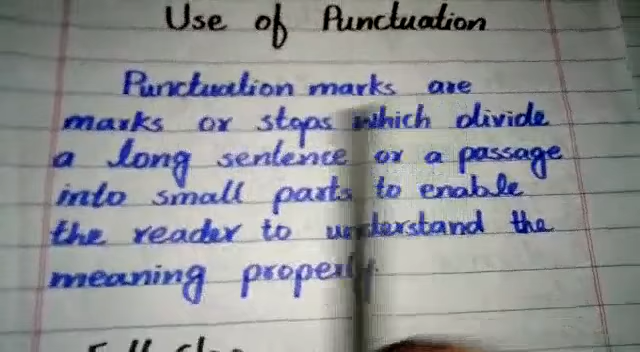 Use of Punctuation
Punctuation marks are
marks or stops which divide
a long sentence or a passage
into small parts to enable
the reader to understand the
meaning properly.